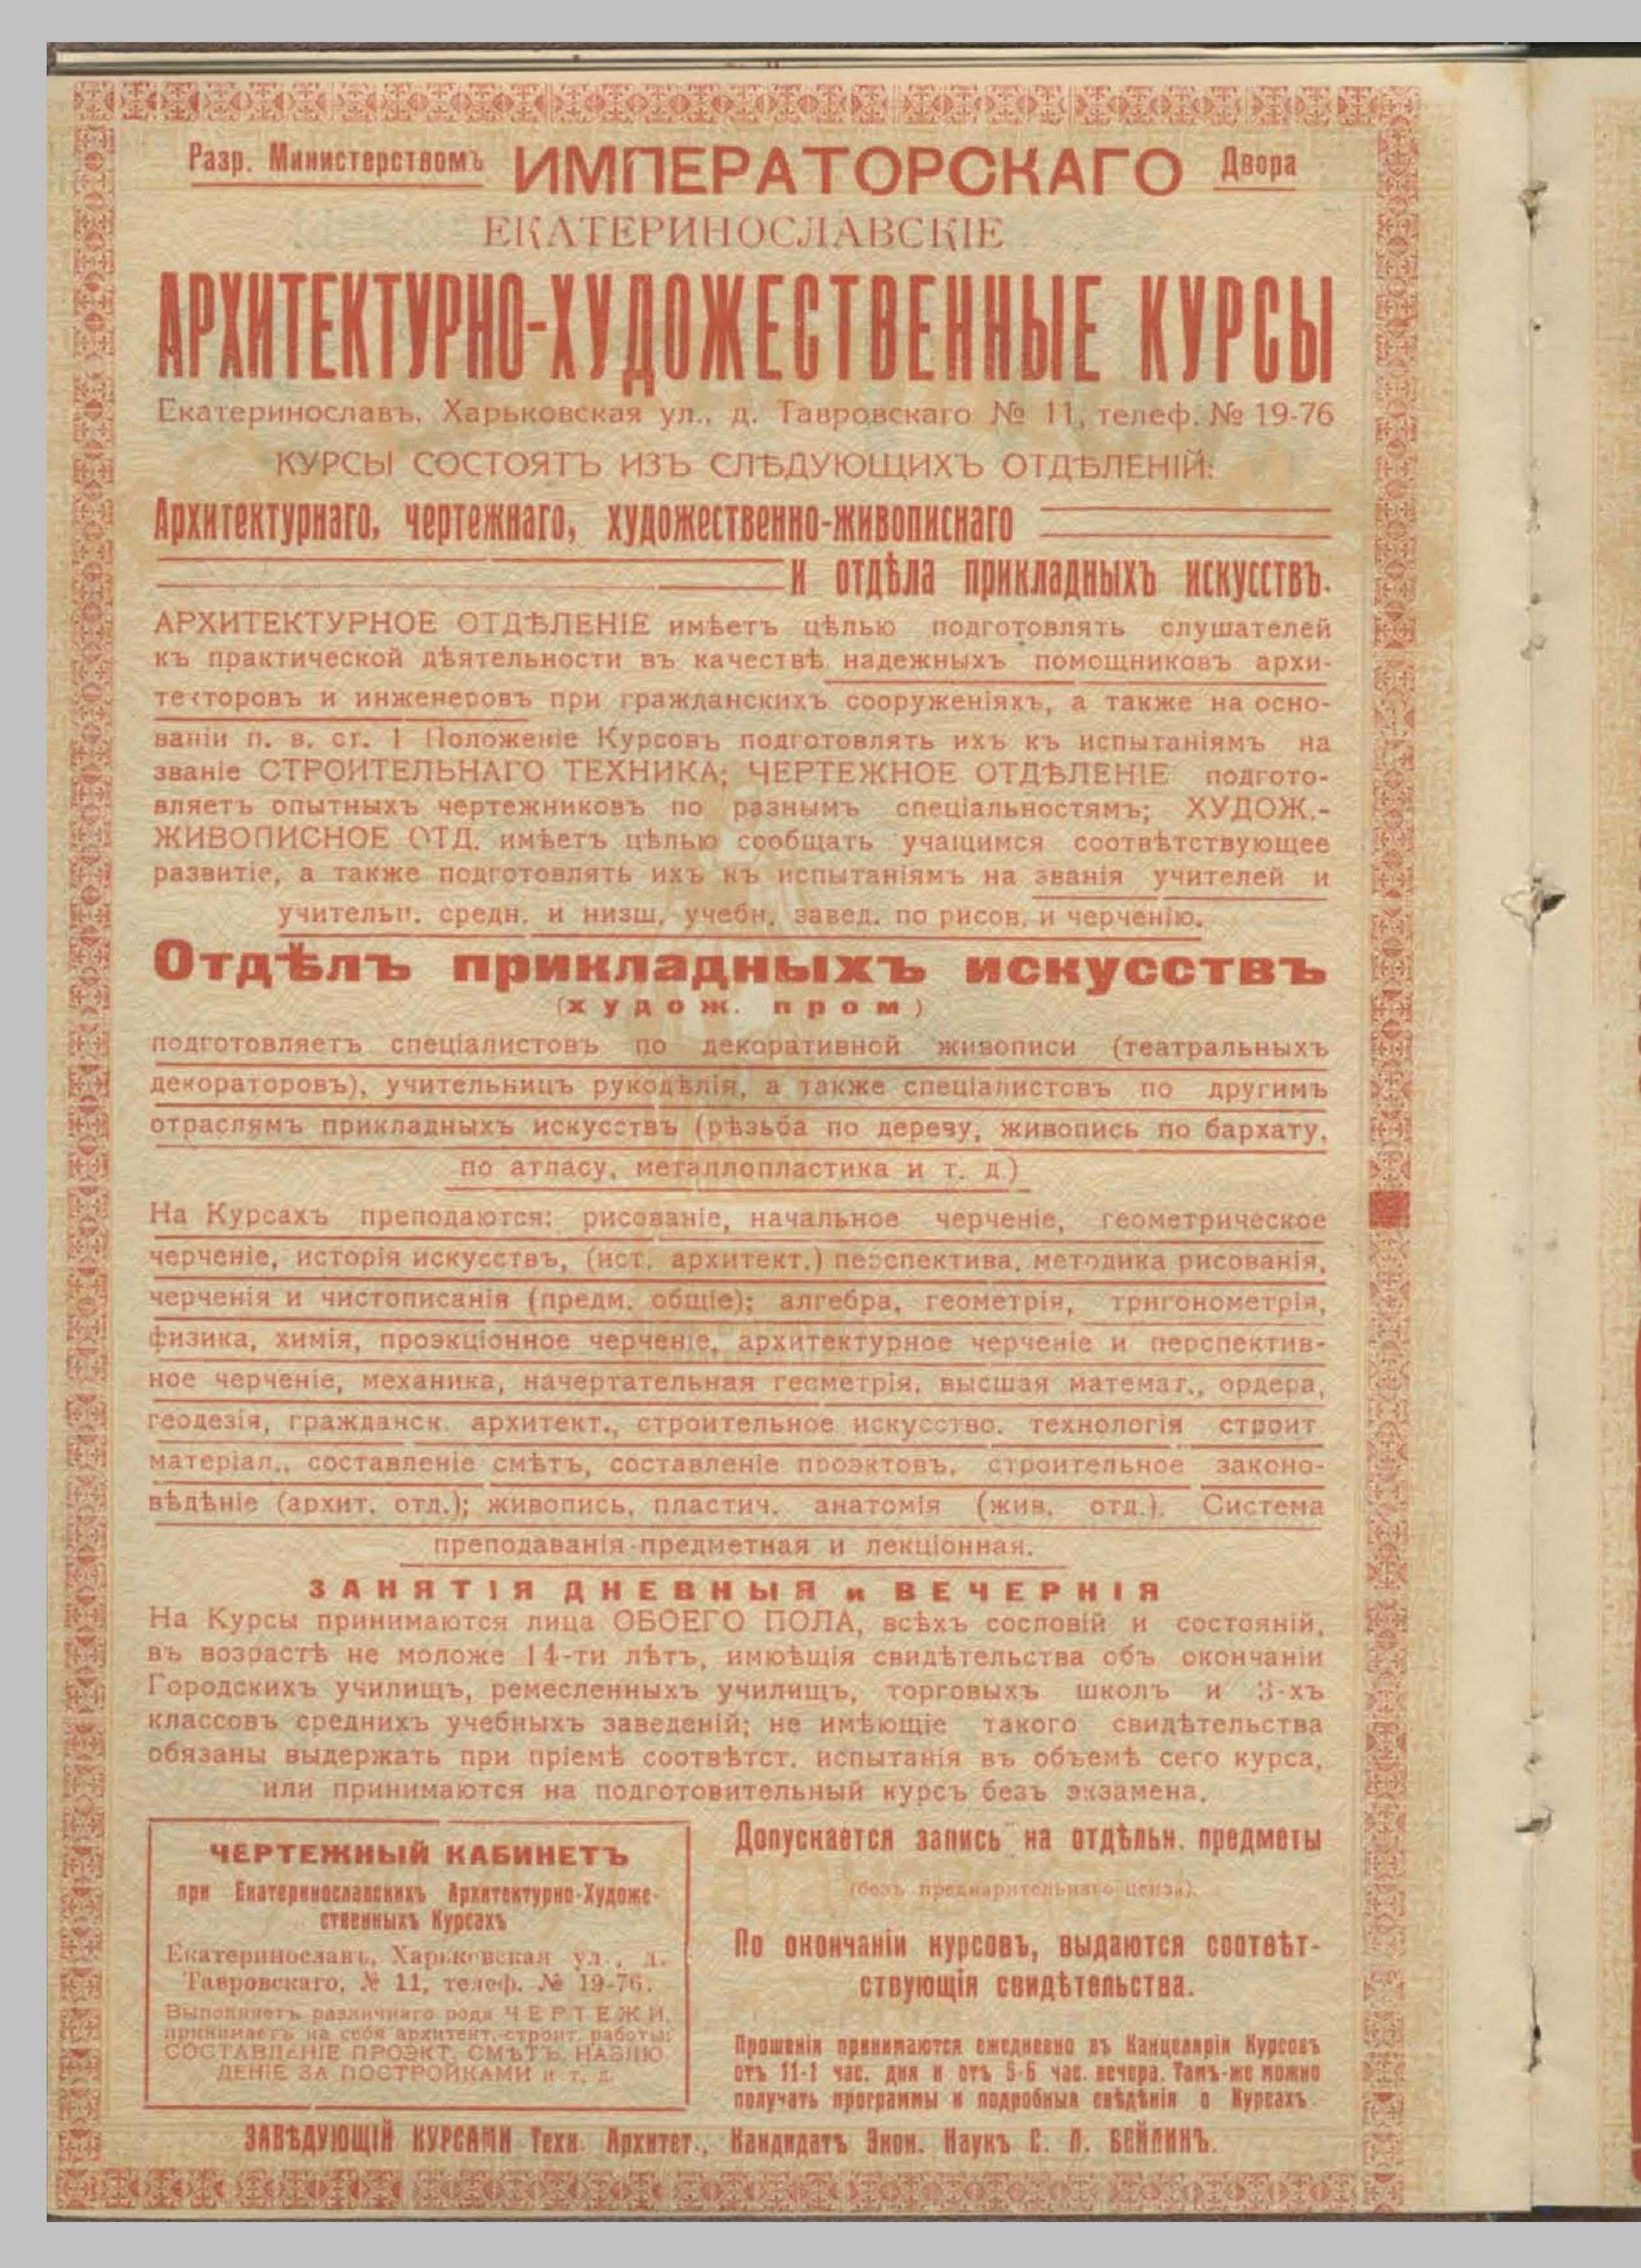 Разр. Министерствомъ ИМПЕРАТОРСКАГО Двора
ЕКАТЕРИНОСЛАВСКІЕ
АРХИТЕКТУРНО-ХУДОЖЕСТВЕННЫЕ КУРСЫ
Екатеринославъ, Харьковская ул., д. Тавровскаго № 11, телеф. № 19-76
КУРСЫ СОСТОЯТЪ ИЗЪ СЛѢДУЮЩИХЪ ОТДѢЛЕНІЙ:
Архитектурнаго, чертежнаго, художественно-живописнаго
и отдѣла прикладныхъ искусствъ.
АРХИТЕКТУРНОЕ ОТДѢЛЕНІЕ имѣетъ цѣлью подготовлять слушателей
къ практической дѣятельности въ качествѣ надежныхъ помощниковъ архи-
текторовъ и инженеровъ при гражданскихъ сооруженіяхъ, а также на осно-
ваніи п. в. ст. 1 Положеніе Курсовъ подготовлять ихъ къ испытаніямъ на
званіе СТРОИТЕЛЬНАГО ТЕХНИКА; ЧЕРТЕЖНОЕ ОТДѢЛЕНІЕ подгото-
вляетъ опытныхъ чертежниковъ по разнымъ спеціальностямъ; ХУДОЖ.-
ЖИВОПИСНОЕ ОТД. имѣетъ цѣлью сообщать учащимся соотвѣтствующее
развитіе, а также подготовлять ихъ къ испытаніямъ на званія учителей и
учительн. средн. и низш. учебн. завед. по рисов. и черченію.
Отдѣлъ прикладныхъ искусствъ
(худож. пром)
подготовляетъ спеціалистовъ по декоративной живописи (театральныхъ
декораторовъ), учительницъ рукодѣлія, а также спеціалистовъ по другимъ
отраслямъ прикладныхъ искусствъ (рѣзьба по дереву, живопись по бархату,
по атласу, металлопластика и т. д.)
На Курсахъ преподаются: рисованіе, начальное черченіе, геометрическое
черченіе, исторія искусствъ, (ист. архитект.) перспектива, методика рисованія,
черченія и чистописанія (предм. общіе); алгебра, геометрія, тригонометрія,
физика, химія, проэкціонное черченіе, архитектурное черченіе и перспектив-
ное черченіе, механика, начертательная геометрія, высшая математ., ордера,
геодезія, гражданск. архитект., строительное искусство, технологія строит
матеріал., составленіе смѣтъ, составленіе проэктовъ, строительное законо-
вѣдѣніе (архит. отд.); живопись, пластич. анатомія (жив. отд.). Система
преподаванія-предметная и лекціонная.
ЗАНЯТІЯ ДНЕВНЫЯ и ВЕЧЕРНІЯ
На Курсы принимаются лица ОБОЕГО ПОЛА, всѣхъ сословій и состояній,
въ возрастѣ не моложе 14-ти лѣтъ, имюѣщія свидѣтельства объ окончаніи
Городскихъ училищъ, ремесленныхъ училищъ, торговыхъ школъ и 3-хъ
классовъ среднихъ учебныхъ заведеній; не имѣющіе такого свидѣтельства
обязаны выдержать при пріемѣ соотвѣтст. испытанія въ объемѣ сего курса,
или принимаются на подготовительный курсъ безъ экзамена.
ЧЕРТЕЖНЫЙ КАБИНЕТЪ
при Екатеринославскихъ Архитектурно-Художе-
ственныхъ Курсахъ
Екатеринославъ, Харьковская ул., д.
Тавровскаго, № 11, телеф. № 19-76.
Выполняетъ различнаго рода ЧЕРТЕЖИ,
принимаетъ на себя архитект.-строит. работы:
СОСТАВЛЕНІЕ ПРОЭКТ. СМѢТЪ, НАБЛЮ
ДЕНІЕ ЗА ПОСТРОЙКАМИ и т. д.
Допускается запись на отдѣльн. предметы
(безъ предварительнаго ценза).
По окончаніи курсовъ, выдаются соотвѣт-
ствующія свидѣтельства.
Прошенія принимаются ежедневно въ Канцеляріи Курсовъ
отъ 11-1 час. дня и отъ 5-6 час. вечера. Тамъ-же можно
получать программы и подробныя свѣдѣнія о Курсахъ.
ЗАВѢДУЮЩІЙ КУРСАМИ Техн. Архитет., Кандидатъ Экон. Наукъ С. Л. БЕЙЛИНЪ.